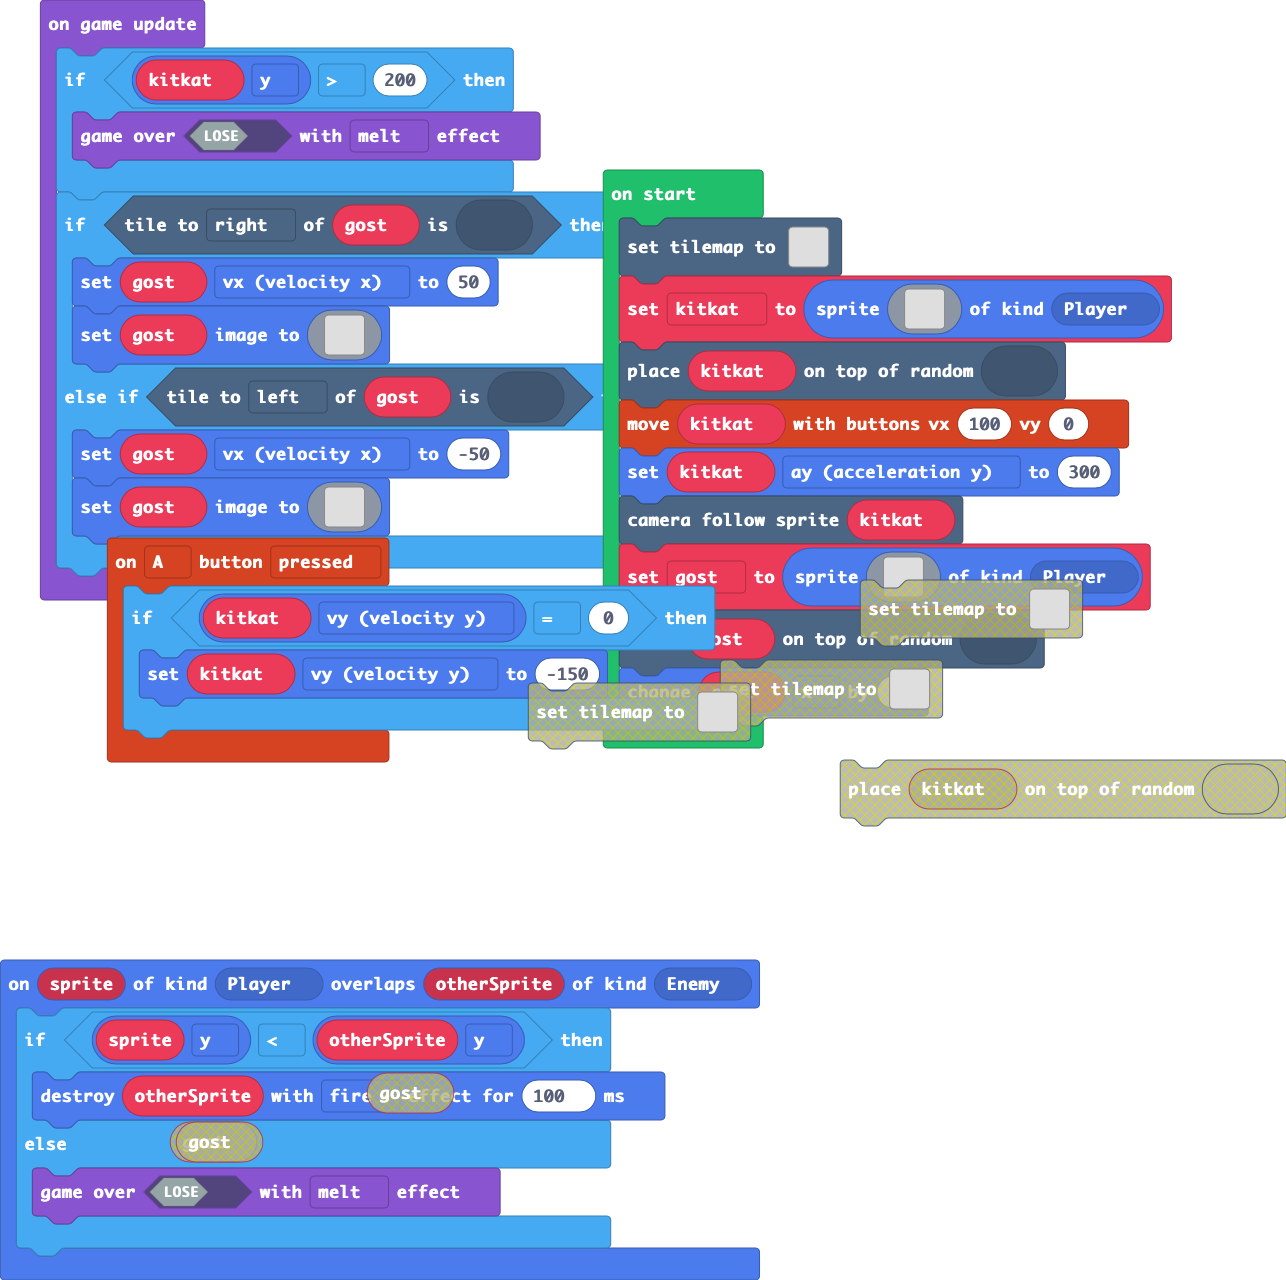 on game update
if kitkat y > 200 then
game over LOSE with melt effect
if tile to right of gost is then
set gost vx (velocity x) to 50
set gost image to
else if tile to left of gost is
set gost vx (velocity x) to -50
set gost image to
on start
set tilemap to
set kitkat to sprite of kind Player
place kitkat on top of random
move kitkat with buttons vx 100 vy 0
set kitkat ay (acceleration y) to 300
camera follow sprite kitkat
set gost to sprite of kind Player
gost on top of random
change by
on A button pressed
if kitkat vy (velocity y) = 0 then
set kitkat vy (velocity y) to -150
set tilemap to
set tilemap to
set tilemap to
place kitkat on top of random
on sprite of kind Player overlaps otherSprite of kind Enemy
if sprite y < otherSprite y then
destroy otherSprite with fire effect for 100 ms
gost
else
gost
game over LOSE with melt effect